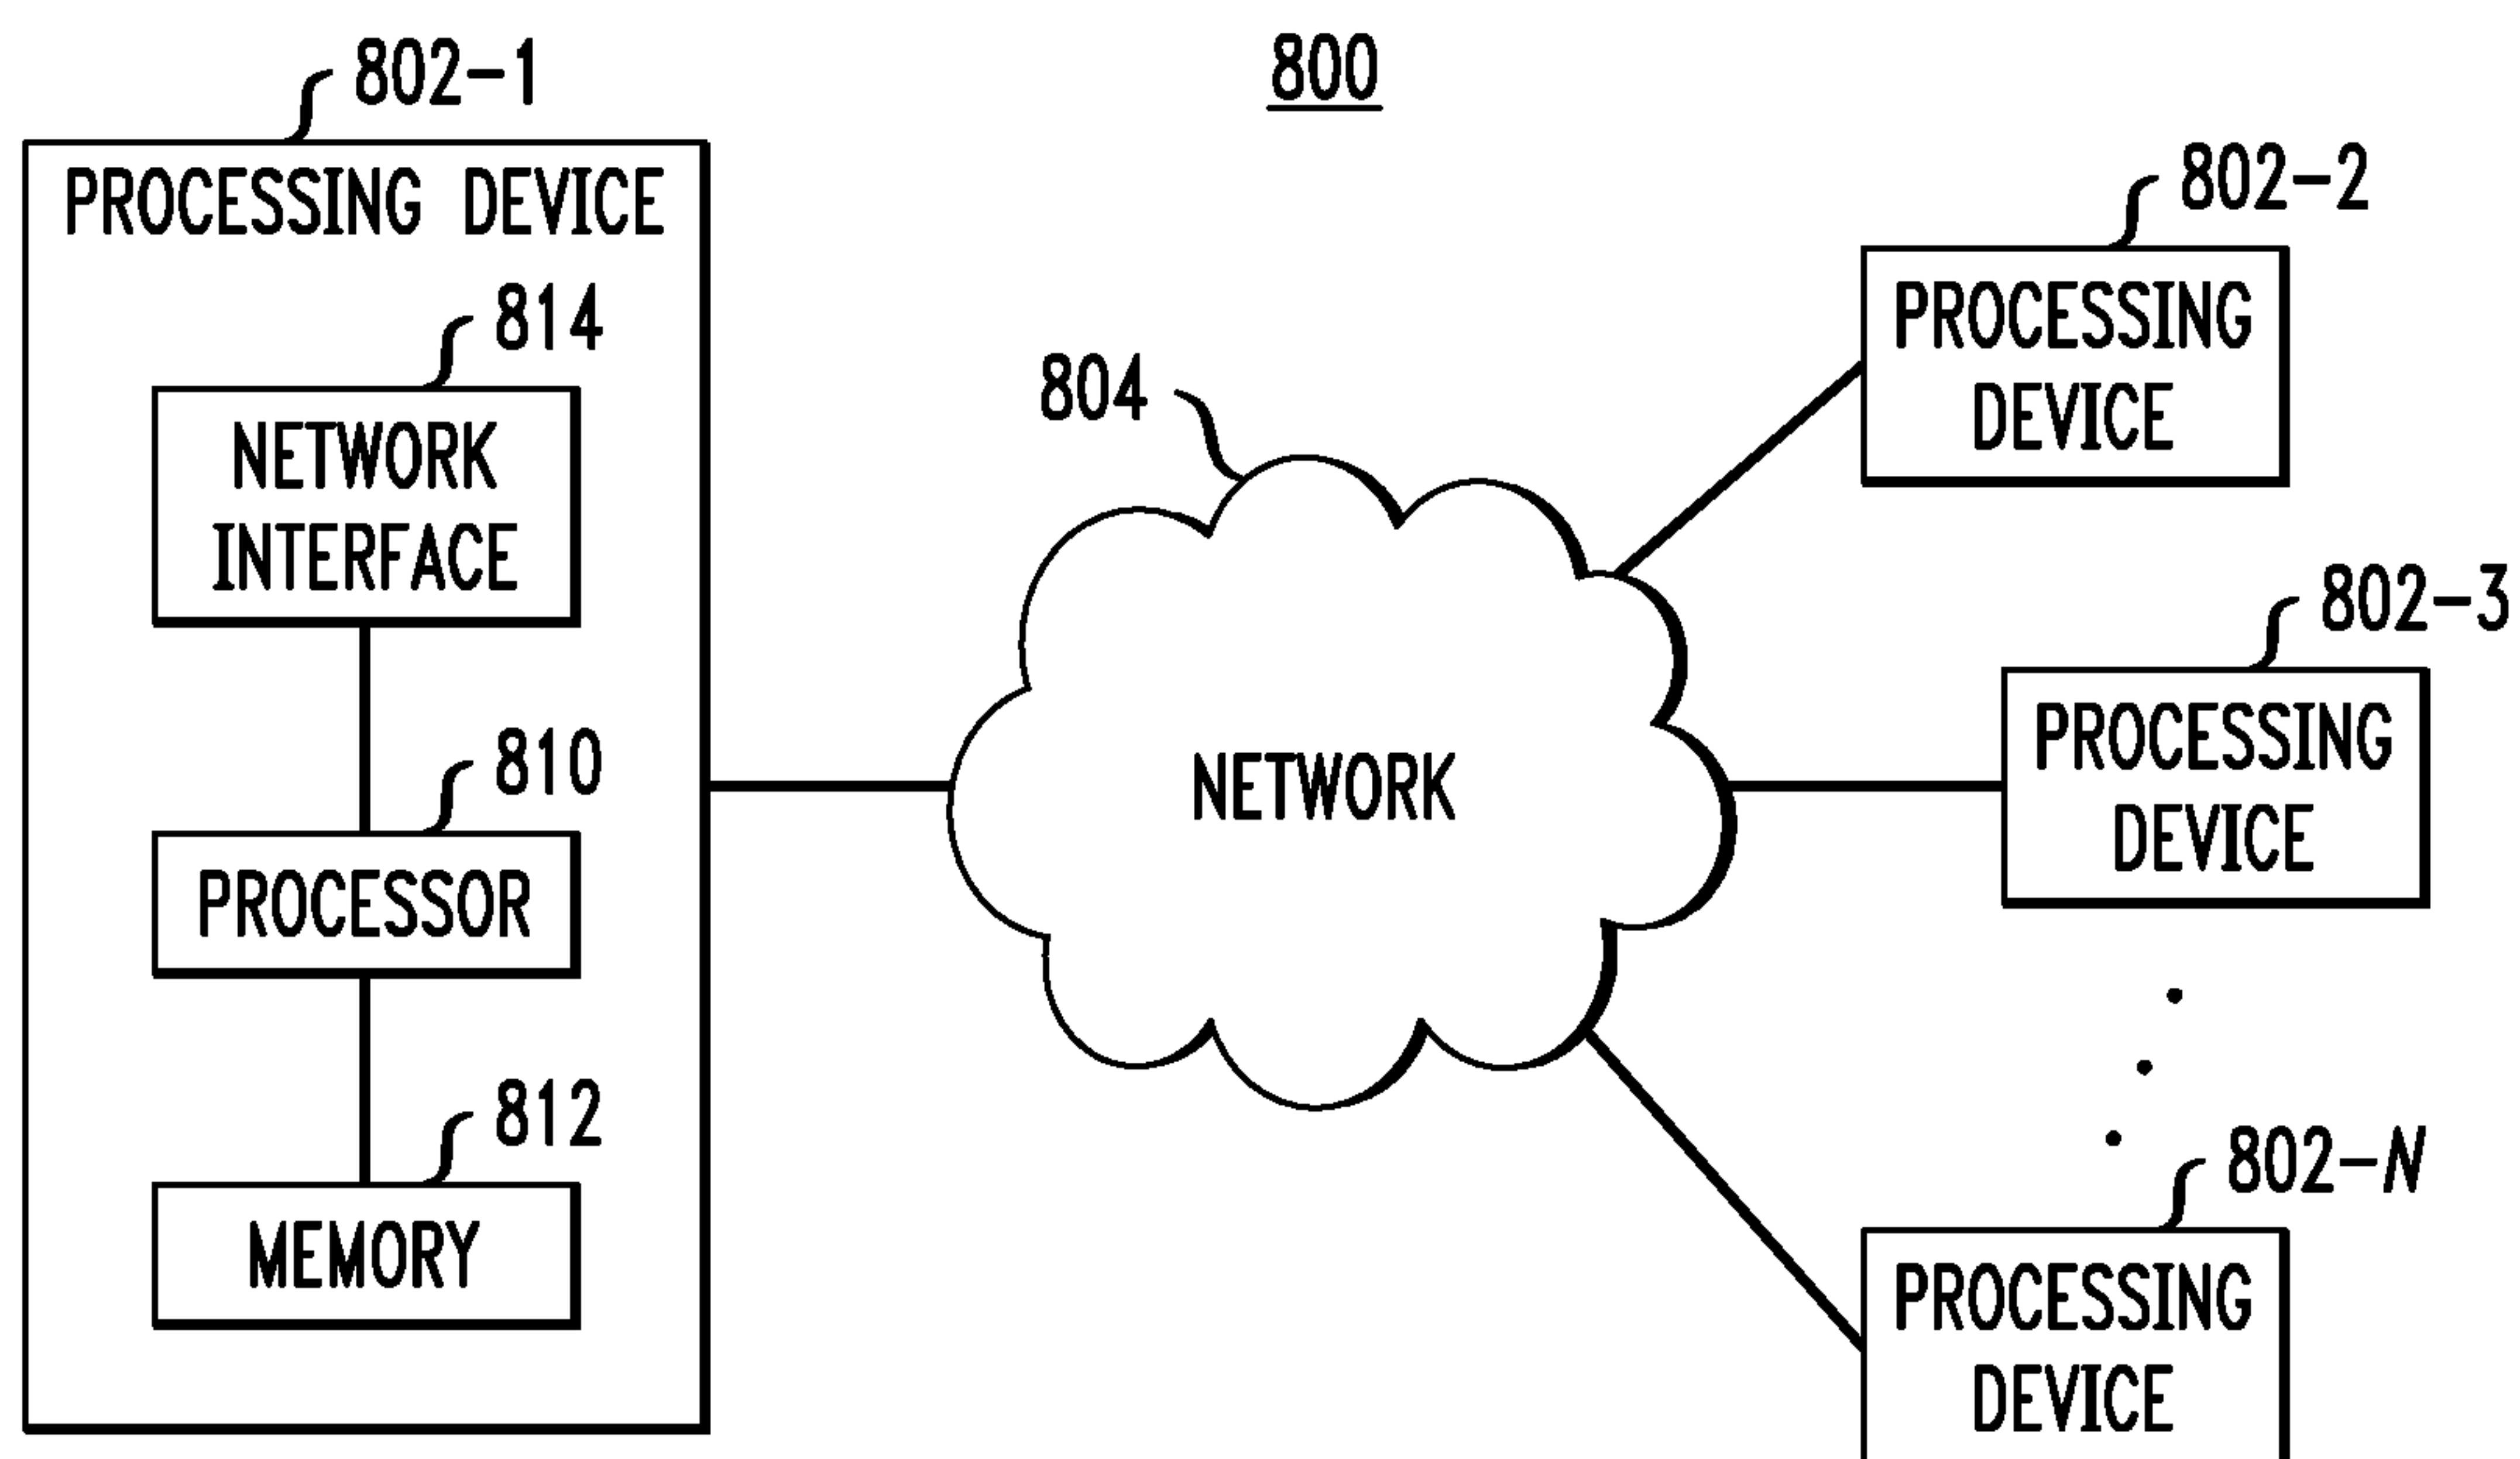 800
802-1
PROCESSING DEVICE
814
NETWORK
INTERFACE
810
PROCESSOR
812
MEMORY
804
NETWORK
802-2
PROCESSING
DEVICE
802-3
PROCESSING
DEVICE
802-N
PROCESSING
DEVICE